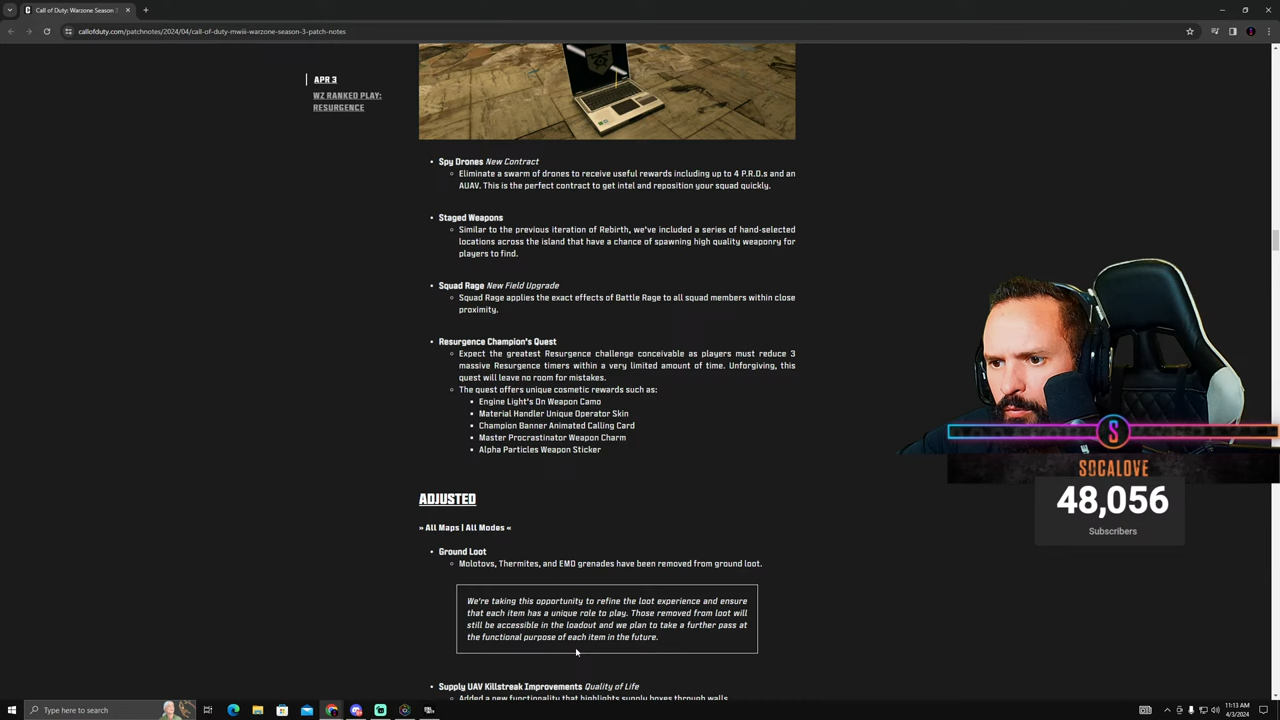 Call of Duty: Warzone Season 3
callofduty.com/patchnotes/2024/04/call-of-duty-mwiii-warzone-season-3-patch-notes
APR 3
WZ RANKED PLAY:
RESURGENCE
• Spy Drones New Contract
Eliminate a swarm of drones to receive useful rewards including up to 4 P.R.D.s and an
AUAV. This is the perfect contract to get intel and reposition your squad quickly.
• Staged Weapons
Similar to the previous iteration of Rebirth, we've included a series of hand-selected
locations across the island that have a chance of spawning high quality weaponry for
players to find.
• Squad Rage New Field Upgrade
Squad Rage applies the exact effects of Battle Rage to all squad members within close
proximity.
• Resurgence Champion's Quest
Expect the greatest Resurgence challenge conceivable as players must reduce 3
massive Resurgence timers within a very limited amount of time. Unforgiving, this
quest will leave no room for mistakes.
The quest offers unique cosmetic rewards such as:
Engine Light's On Weapon Camo
Material Handler Unique Operator Skin
Champion Banner Animated Calling Card
Master Procrastinator Weapon Charm
Alpha Particles Weapon Sticker
ADJUSTED
» All Maps | All Modes «
• Ground Loot
Molotovs, Thermites, and EMD grenades have been removed from ground loot.
We're taking this opportunity to refine the loot experience and ensure
that each item has a unique role to play. Those removed from loot will
still be accessible in the loadout and we plan to take a further pass at
the functional purpose of each item in the future.
• Supply UAV Killstreak Improvements Quality of Life
Added a new functionality that highlights supply boxes through walls.
S
SOCALOVE
48,056
Subscribers
Type here to search
11:13 AM
4/3/2024